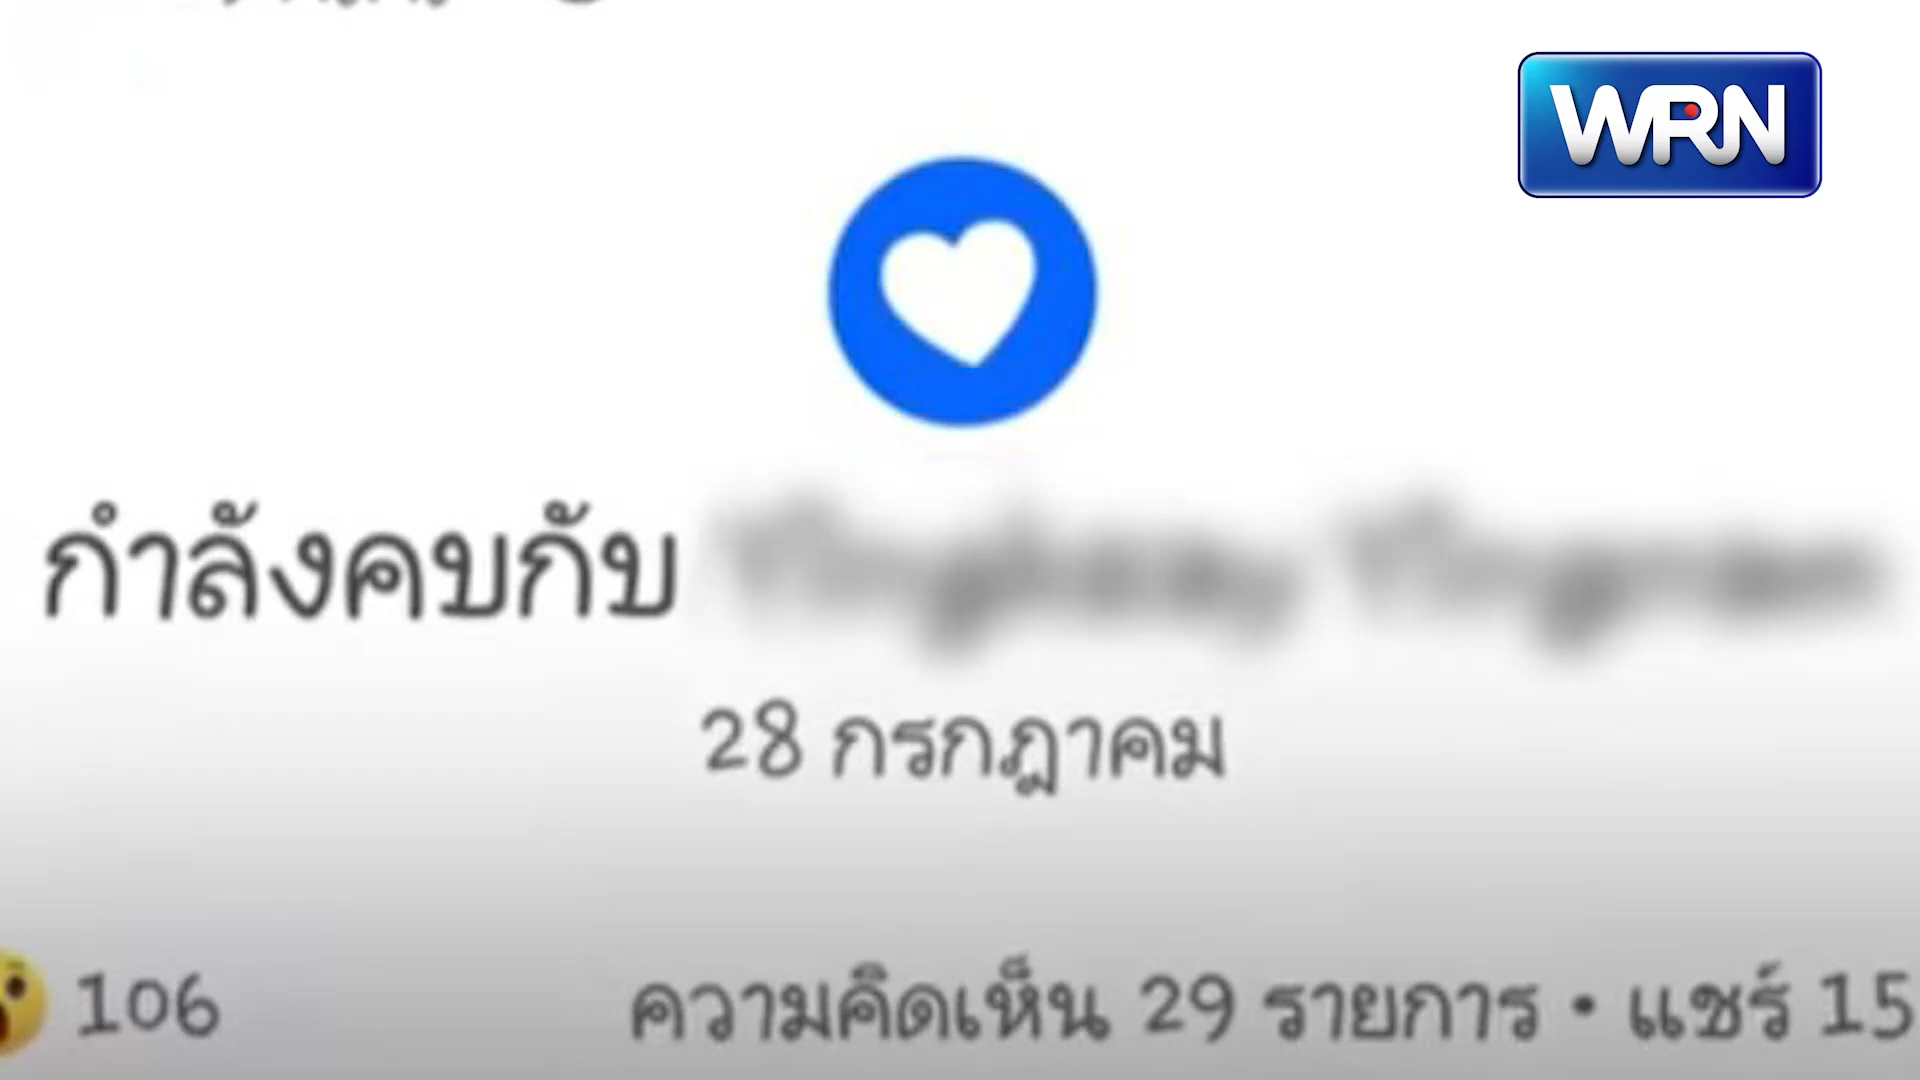 WRN
กำลังคบกับ
28 กรกฎาคม
106
ความคิดเห็น 29 รายการ • แชร์ 15